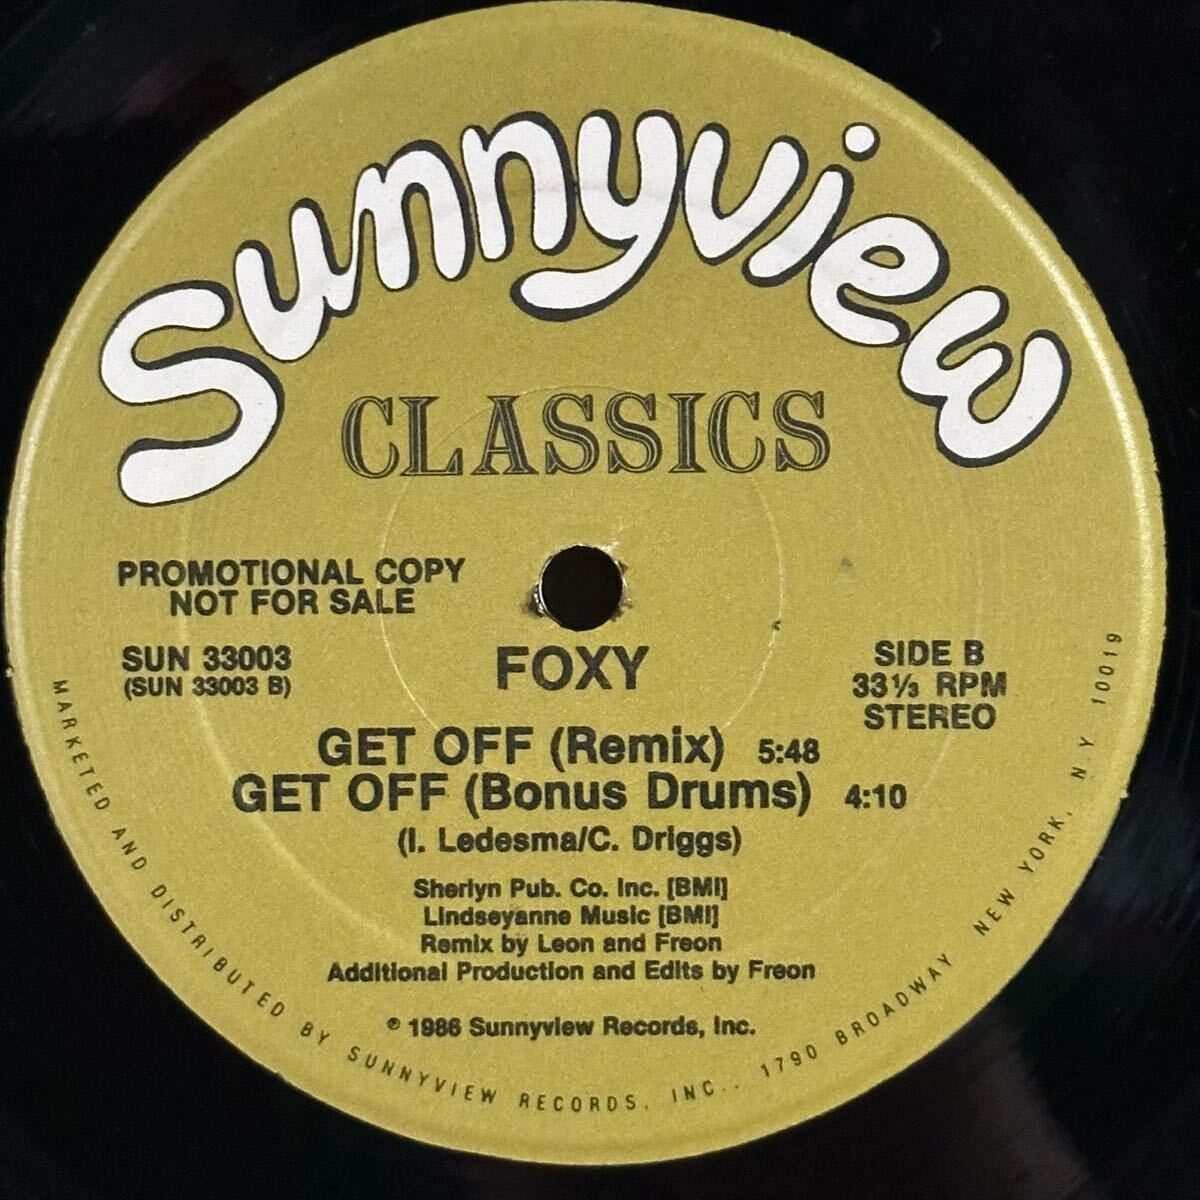 Sunnyview
CLASSICS
PROMOTIONAL COPY
NOT FOR SALE
SUN 33003
(SUN 33003 B)
FOXY
SIDE B
33⅓ RPM
STEREO
GET OFF (Remix) 5:48
GET OFF (Bonus Drums) 4:10
(I. Ledesma/C. Driggs)
Sherlyn Pub. Co. Inc. [BMI]
Lindseyanne Music [BMI]
Remix by Leon and Freon
Additional Production and Edits by Freon
℗ 1986 Sunnyview Records, Inc.
MARKETED AND DISTRIBUTED BY SUNNYVIEW RECORDS, INC., 1790 BROADWAY NEW YORK, N Y 10019